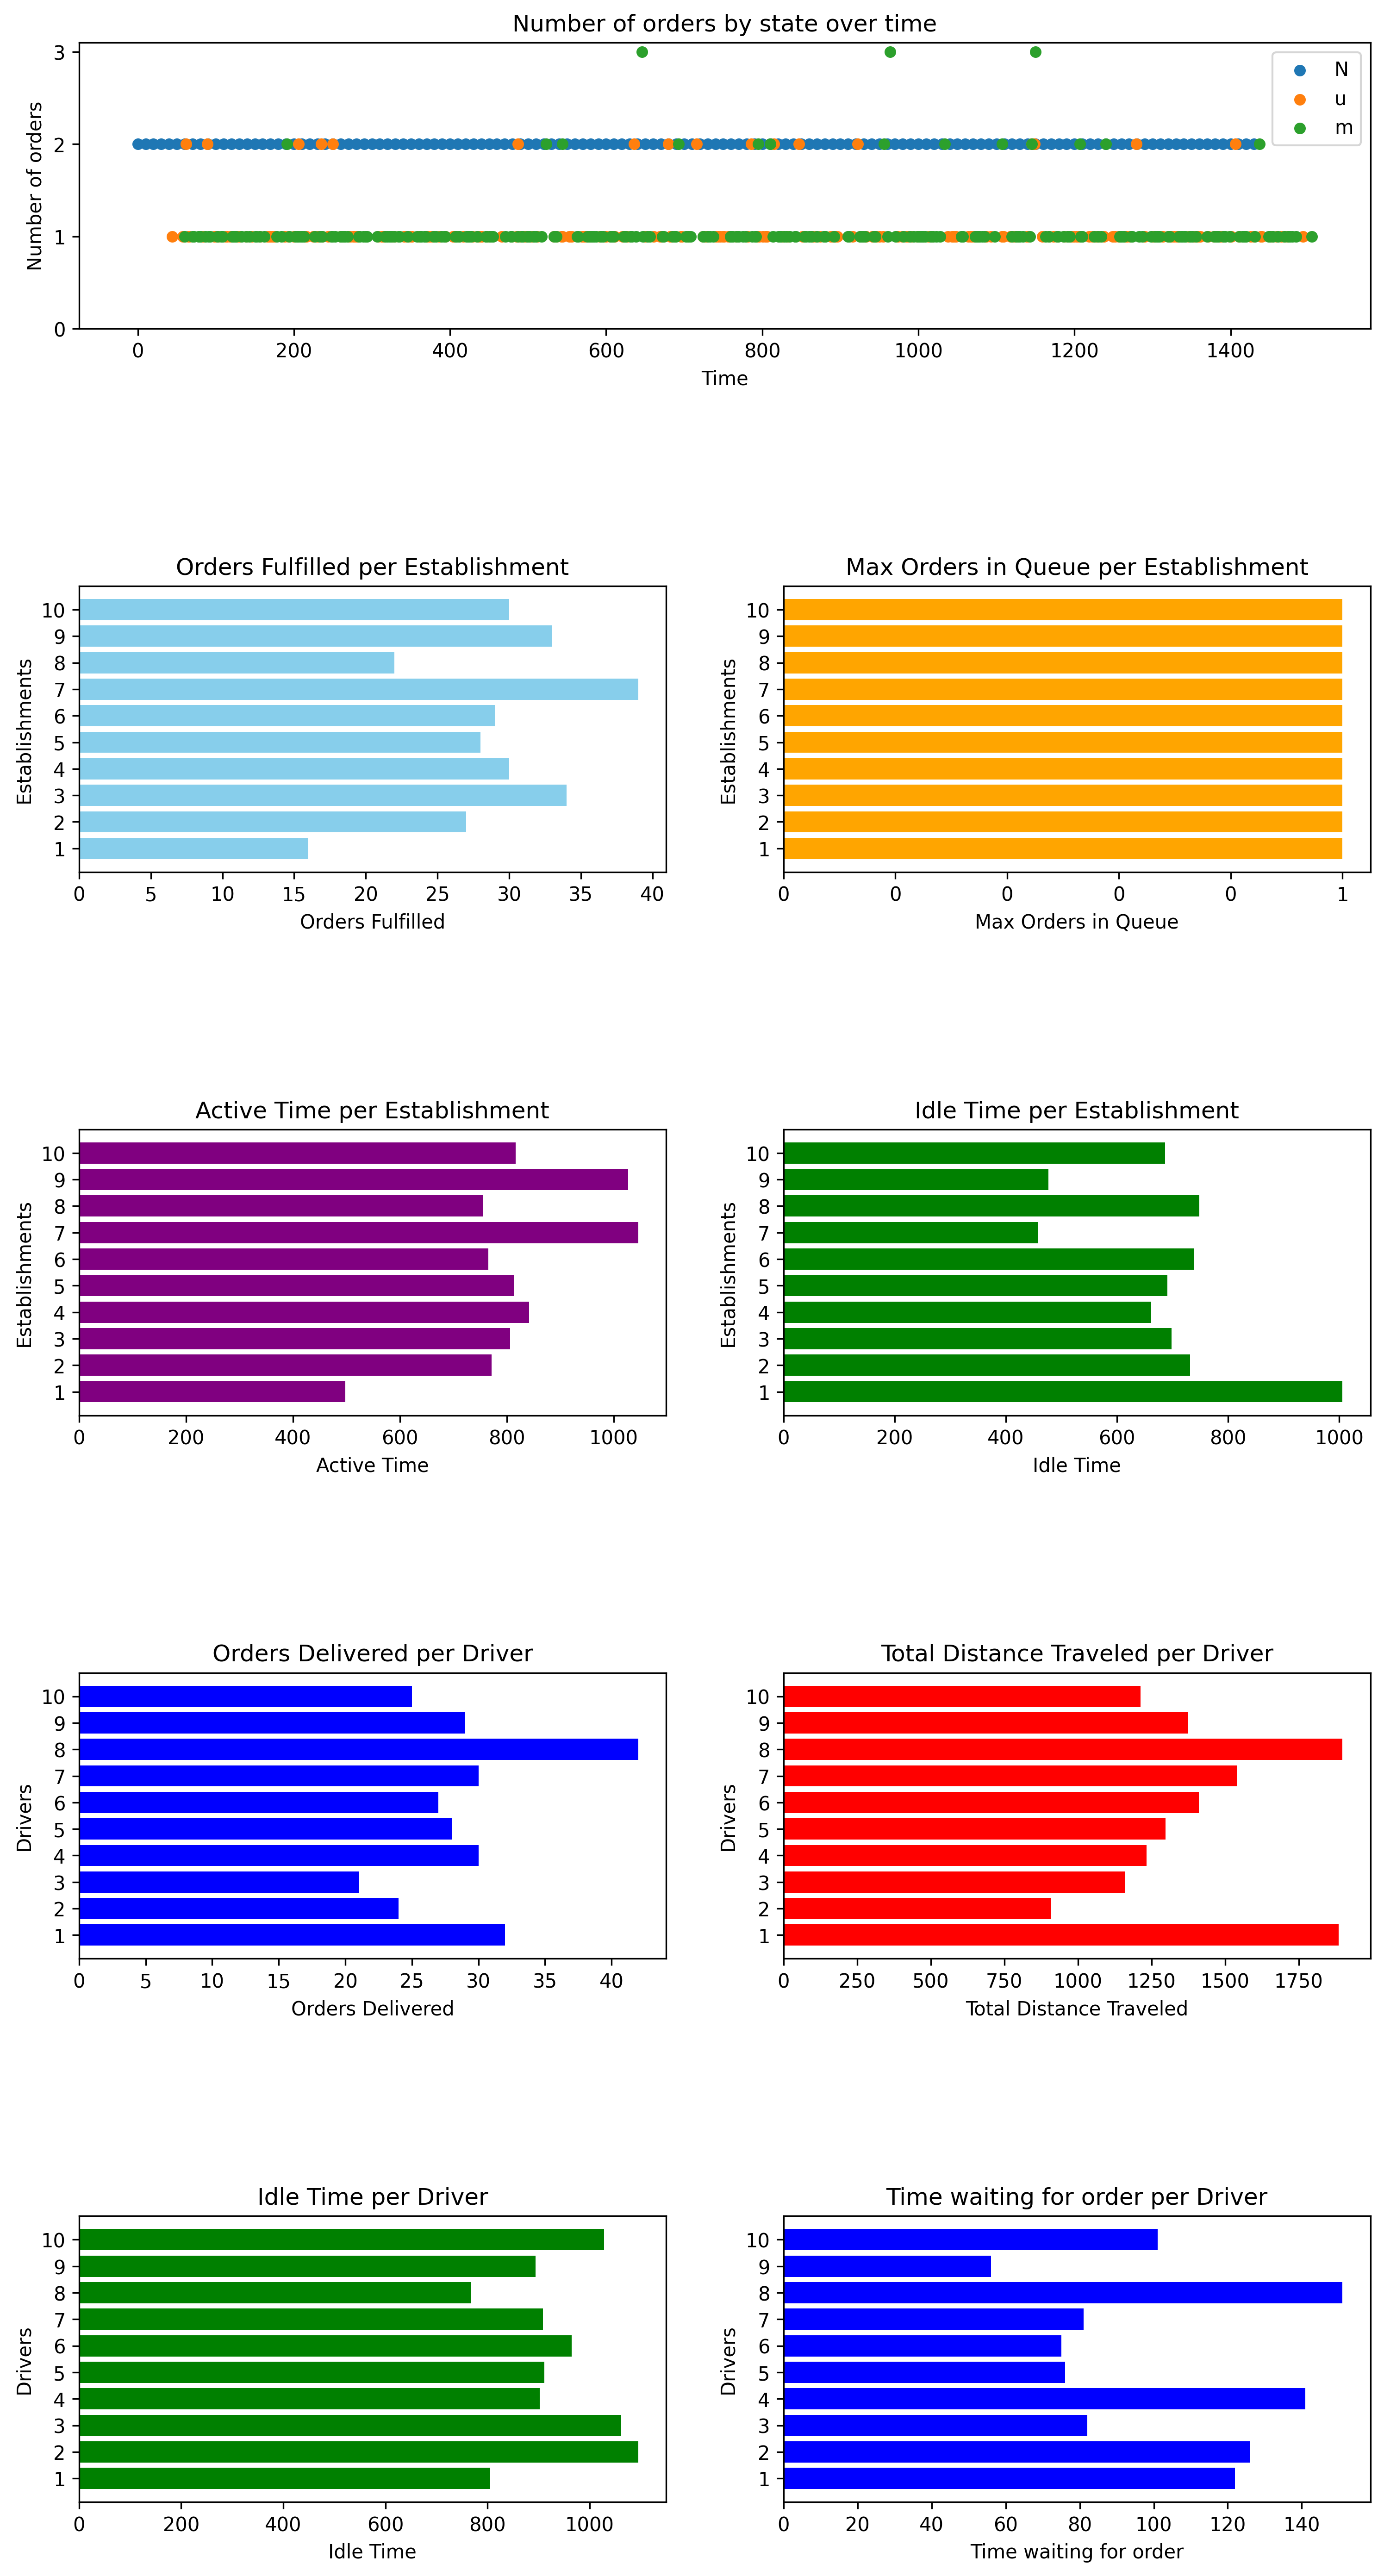 Number of orders by state over time
3
2
1
0
Number of orders
N
u
m
0 200 400 600 800 1000 1200 1400
Time
Orders Fulfilled per Establishment
10
9
8
7
6
5
4
3
2
1
Establishments
0 5 10 15 20 25 30 35 40
Orders Fulfilled
Max Orders in Queue per Establishment
10
9
8
7
6
5
4
3
2
1
Establishments
0 0 0 0 0 1
Max Orders in Queue
Active Time per Establishment
10
9
8
7
6
5
4
3
2
1
Establishments
0 200 400 600 800 1000
Active Time
Idle Time per Establishment
10
9
8
7
6
5
4
3
2
1
Establishments
0 200 400 600 800 1000
Idle Time
Orders Delivered per Driver
10
9
8
7
6
5
4
3
2
1
Drivers
0 5 10 15 20 25 30 35 40
Orders Delivered
Total Distance Traveled per Driver
10
9
8
7
6
5
4
3
2
1
Drivers
0 250 500 750 1000 1250 1500 1750
Total Distance Traveled
Idle Time per Driver
10
9
8
7
6
5
4
3
2
1
Drivers
0 200 400 600 800 1000
Idle Time
Time waiting for order per Driver
10
9
8
7
6
5
4
3
2
1
Drivers
0 20 40 60 80 100 120 140
Time waiting for order